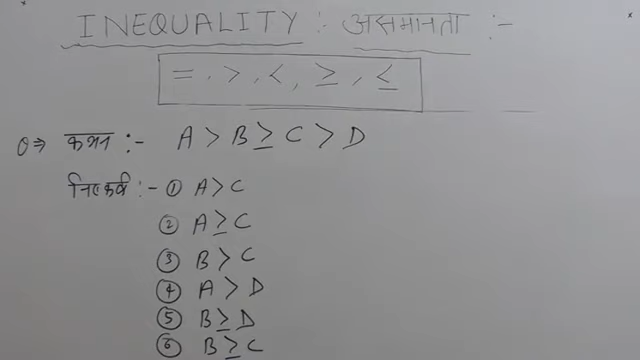 INEQUALITY : असमानता :-
= , > , < , ≥ , ≤
Q⇒ कथन :- A > B ≥ C > D
निष्कर्ष :- ① A > C
② A ≥ C
③ B > C
④ A > D
⑤ B ≥ D
⑥ B ≥ C